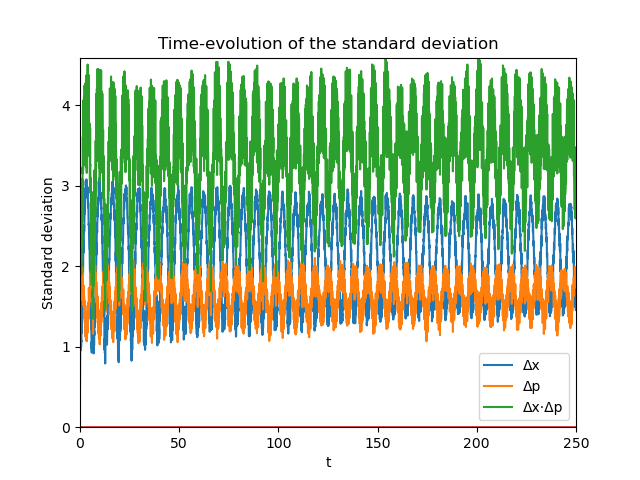 Time-evolution of the standard deviation
Standard deviation
4
3
2
1
0
0
50
100
150
200
250
t
Δx
Δp
Δx·Δp